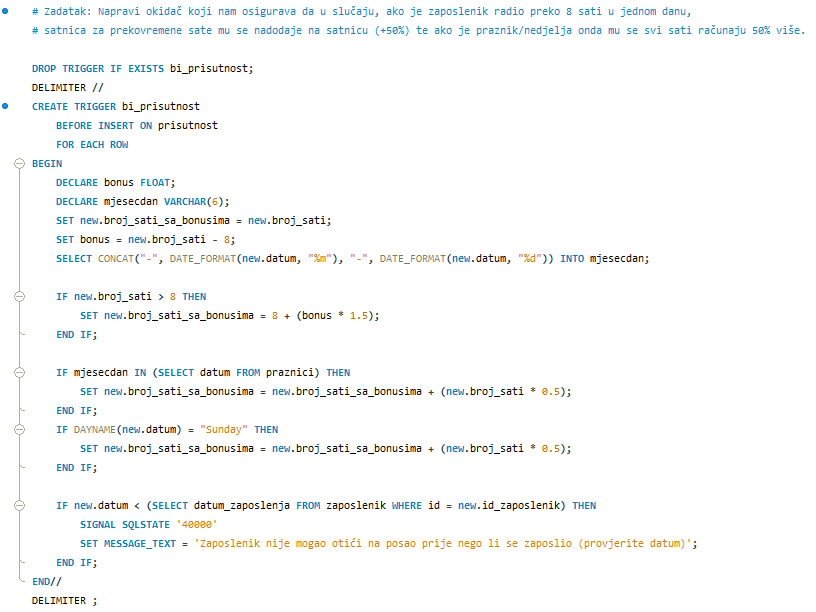 # Zadatak: Napravi okidač koji nam osigurava da u slučaju, ako je zaposlenik radio preko 8 sati u jednom danu,
# satnica za prekovremene sate mu se nadodaje na satnicu (+50%) te ako je praznik/nedjelja onda mu se svi sati računaju 50% više.
DROP TRIGGER IF EXISTS bi_prisutnost;
DELIMITER //
CREATE TRIGGER bi_prisutnost
BEFORE INSERT ON prisutnost
FOR EACH ROW
BEGIN
DECLARE bonus FLOAT;
DECLARE mjesecdan VARCHAR(6);
SET new.broj_sati_sa_bonusima = new.broj_sati;
SET bonus = new.broj_sati - 8;
SELECT CONCAT("-", DATE_FORMAT(new.datum, "%m"), "-", DATE_FORMAT(new.datum, "%d")) INTO mjesecdan;
IF new.broj_sati > 8 THEN
SET new.broj_sati_sa_bonusima = 8 + (bonus * 1.5);
END IF;
IF mjesecdan IN (SELECT datum FROM praznici) THEN
SET new.broj_sati_sa_bonusima = new.broj_sati_sa_bonusima + (new.broj_sati * 0.5);
END IF;
IF DAYNAME(new.datum) = "Sunday" THEN
SET new.broj_sati_sa_bonusima = new.broj_sati_sa_bonusima + (new.broj_sati * 0.5);
END IF;
IF new.datum < (SELECT datum_zaposlenja FROM zaposlenik WHERE id = new.id_zaposlenik) THEN
SIGNAL SQLSTATE '40000'
SET MESSAGE_TEXT = 'Zaposlenik nije mogao otići na posao prije nego li se zaposlio (provjerite datum)';
END IF;
END//
DELIMITER ;